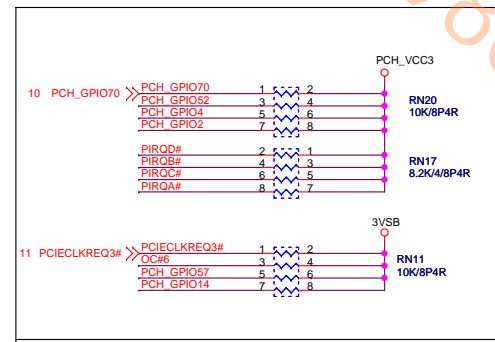 PCH_VCC3
10 PCH_GPIO70 PCH_GPIO70 1 2
PCH_GPIO52 3 4
PCH_GPIO4 5 6
PCH_GPIO2 7 8
RN20
10K/8P4R
PIRQD# 2 1
PIRQB# 4 3
PIRQC# 6 5
PIRQA# 8 7
RN17
8.2K/4/8P4R
3VSB
11 PCIECLKREQ3# PCIECLKREQ3# 1 2
OC#6 3 4
PCH_GPIO57 5 6
PCH_GPIO14 7 8
RN11
10K/8P4R